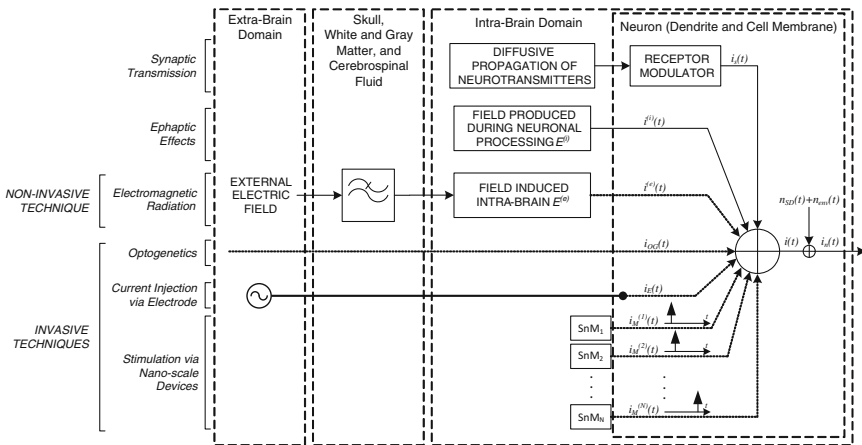 Extra-Brain
Domain
Skull,
White and Gray
Matter, and
Cerebrospinal
Fluid
Intra-Brain Domain
Neuron (Dendrite and Cell Membrane)
Synaptic
Transmission
DIFFUSIVE
PROPAGATION OF
NEUROTRANSMITTERS
RECEPTOR
MODULATOR
i_s(t)
Ephaptic
Effects
FIELD PRODUCED
DURING NEURONAL
PROCESSING E^(i)
i^(i)(t)
NON-INVASIVE
TECHNIQUE
Electromagnetic
Radiation
EXTERNAL
ELECTRIC
FIELD
FIELD INDUCED
INTRA-BRAIN E^(e)
i^(e)(t)
n_SD(t)+n_em(t)
Optogenetics
i_OG(t)
i(t)
i_n(t)
Current Injection
via Electrode
i_E(t)
INVASIVE
TECHNIQUES
Stimulation via
Nano-scale
Devices
SnM_1
i_M^(1)(t)
t
SnM_2
i_M^(2)(t)
t
SnM_N
i_M^(N)(t)
t